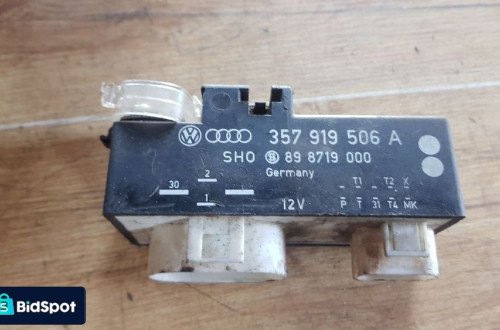 357 919 506 A
SHO 89 8719 000
Germany
30 2 1 12V
T1 T2 X
P T 31 T4 MK
BidSpot